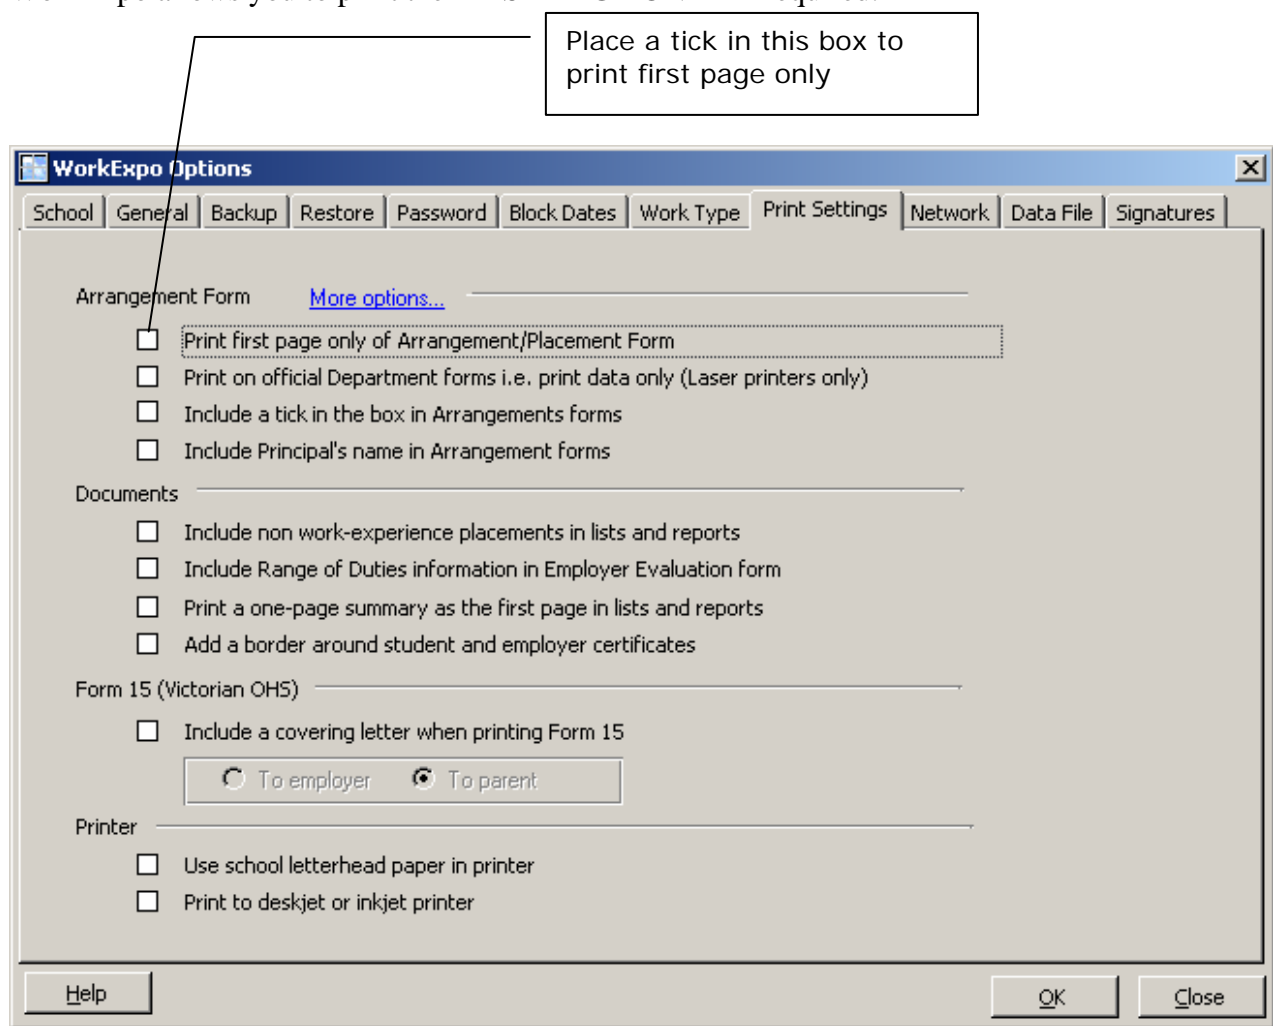 Place a tick in this box to
print first page only
WorkExpo Options
School General Backup Restore Password Block Dates Work Type Print Settings Network Data File Signatures
Arrangement Form More options...
Print first page only of Arrangement/Placement Form
Print on official Department forms i.e. print data only (Laser printers only)
Include a tick in the box in Arrangements forms
Include Principal's name in Arrangement forms
Documents
Include non work-experience placements in lists and reports
Include Range of Duties information in Employer Evaluation form
Print a one-page summary as the first page in lists and reports
Add a border around student and employer certificates
Form 15 (Victorian OHS)
Include a covering letter when printing Form 15
To employer To parent
Printer
Use school letterhead paper in printer
Print to deskjet or inkjet printer
Help OK Close